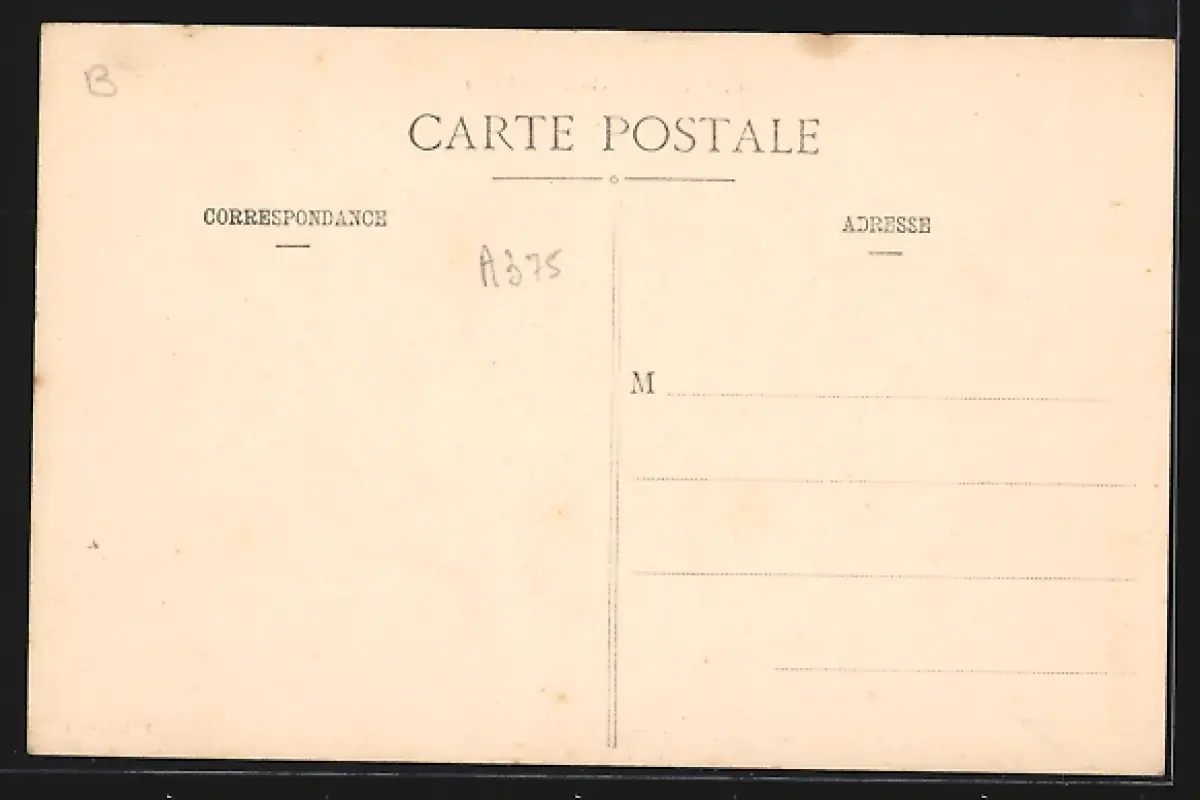 B
CARTE POSTALE
CORRESPONDANCE
ADRESSE
A375
M